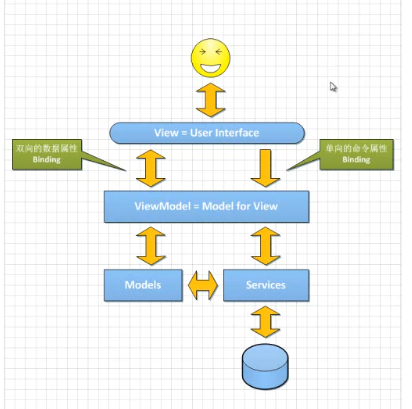 View = User Interface
双向的数据属性
Binding
单向的命令属性
Binding
ViewModel = Model for View
Models
Services